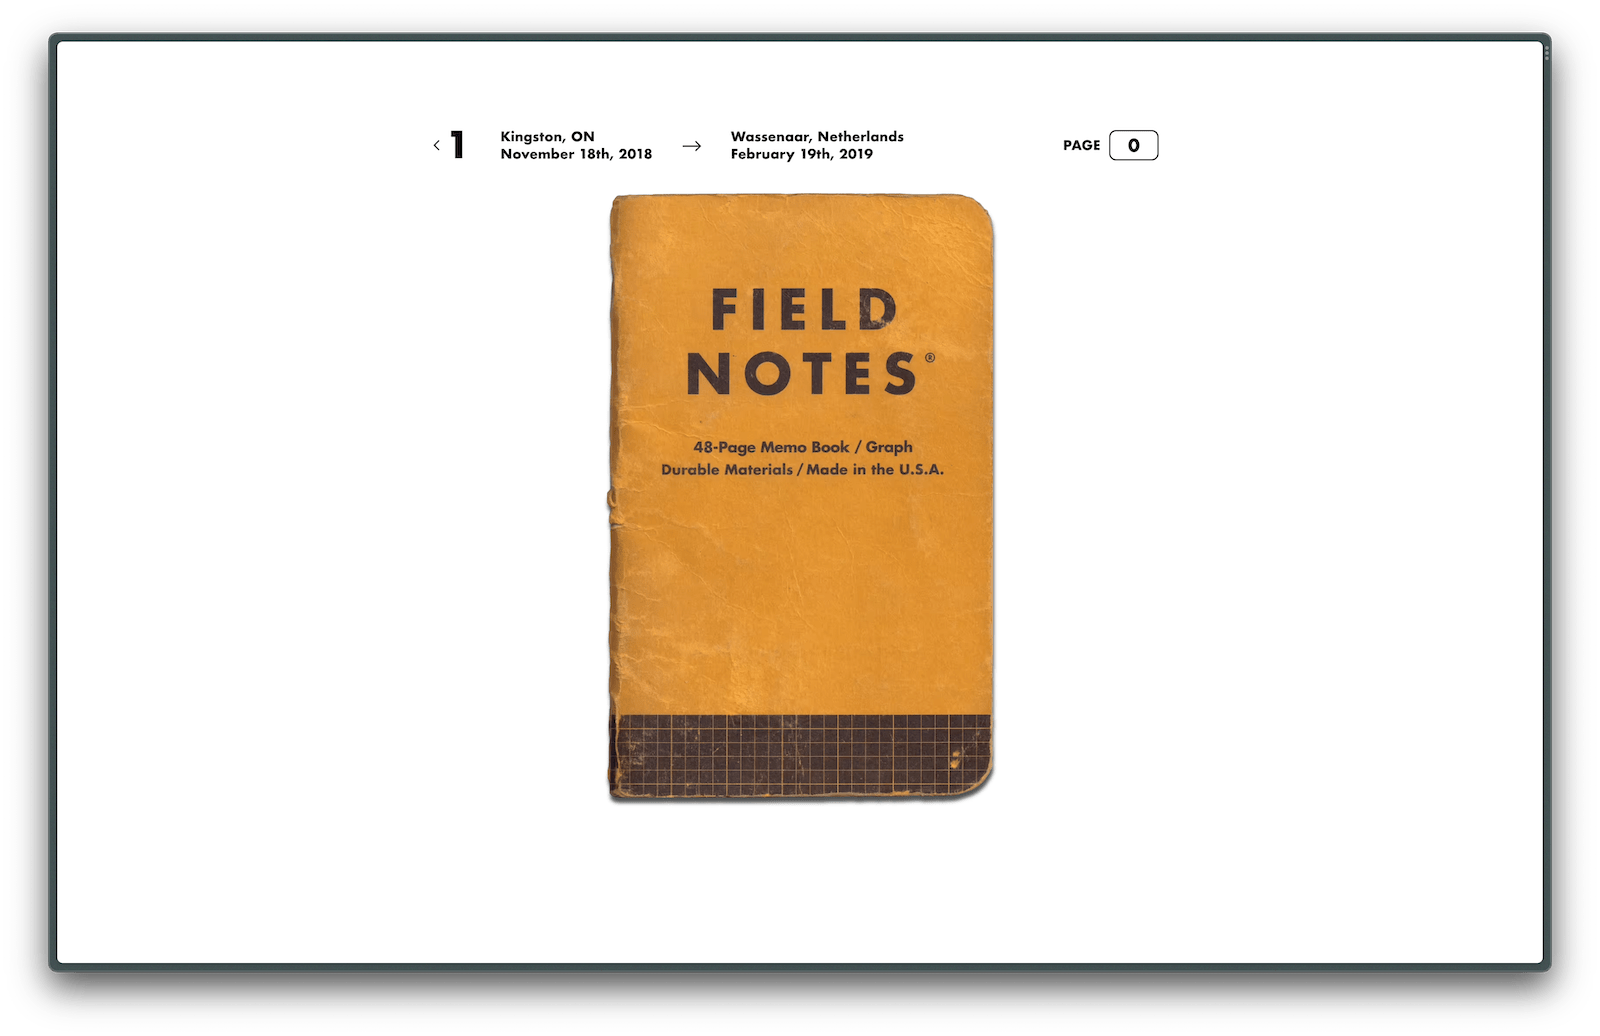 1
Kingston, ON
November 18th, 2018
→
Wassenaar, Netherlands
February 19th, 2019
PAGE 0
FIELD
NOTES®
48-Page Memo Book / Graph
Durable Materials / Made in the U.S.A.